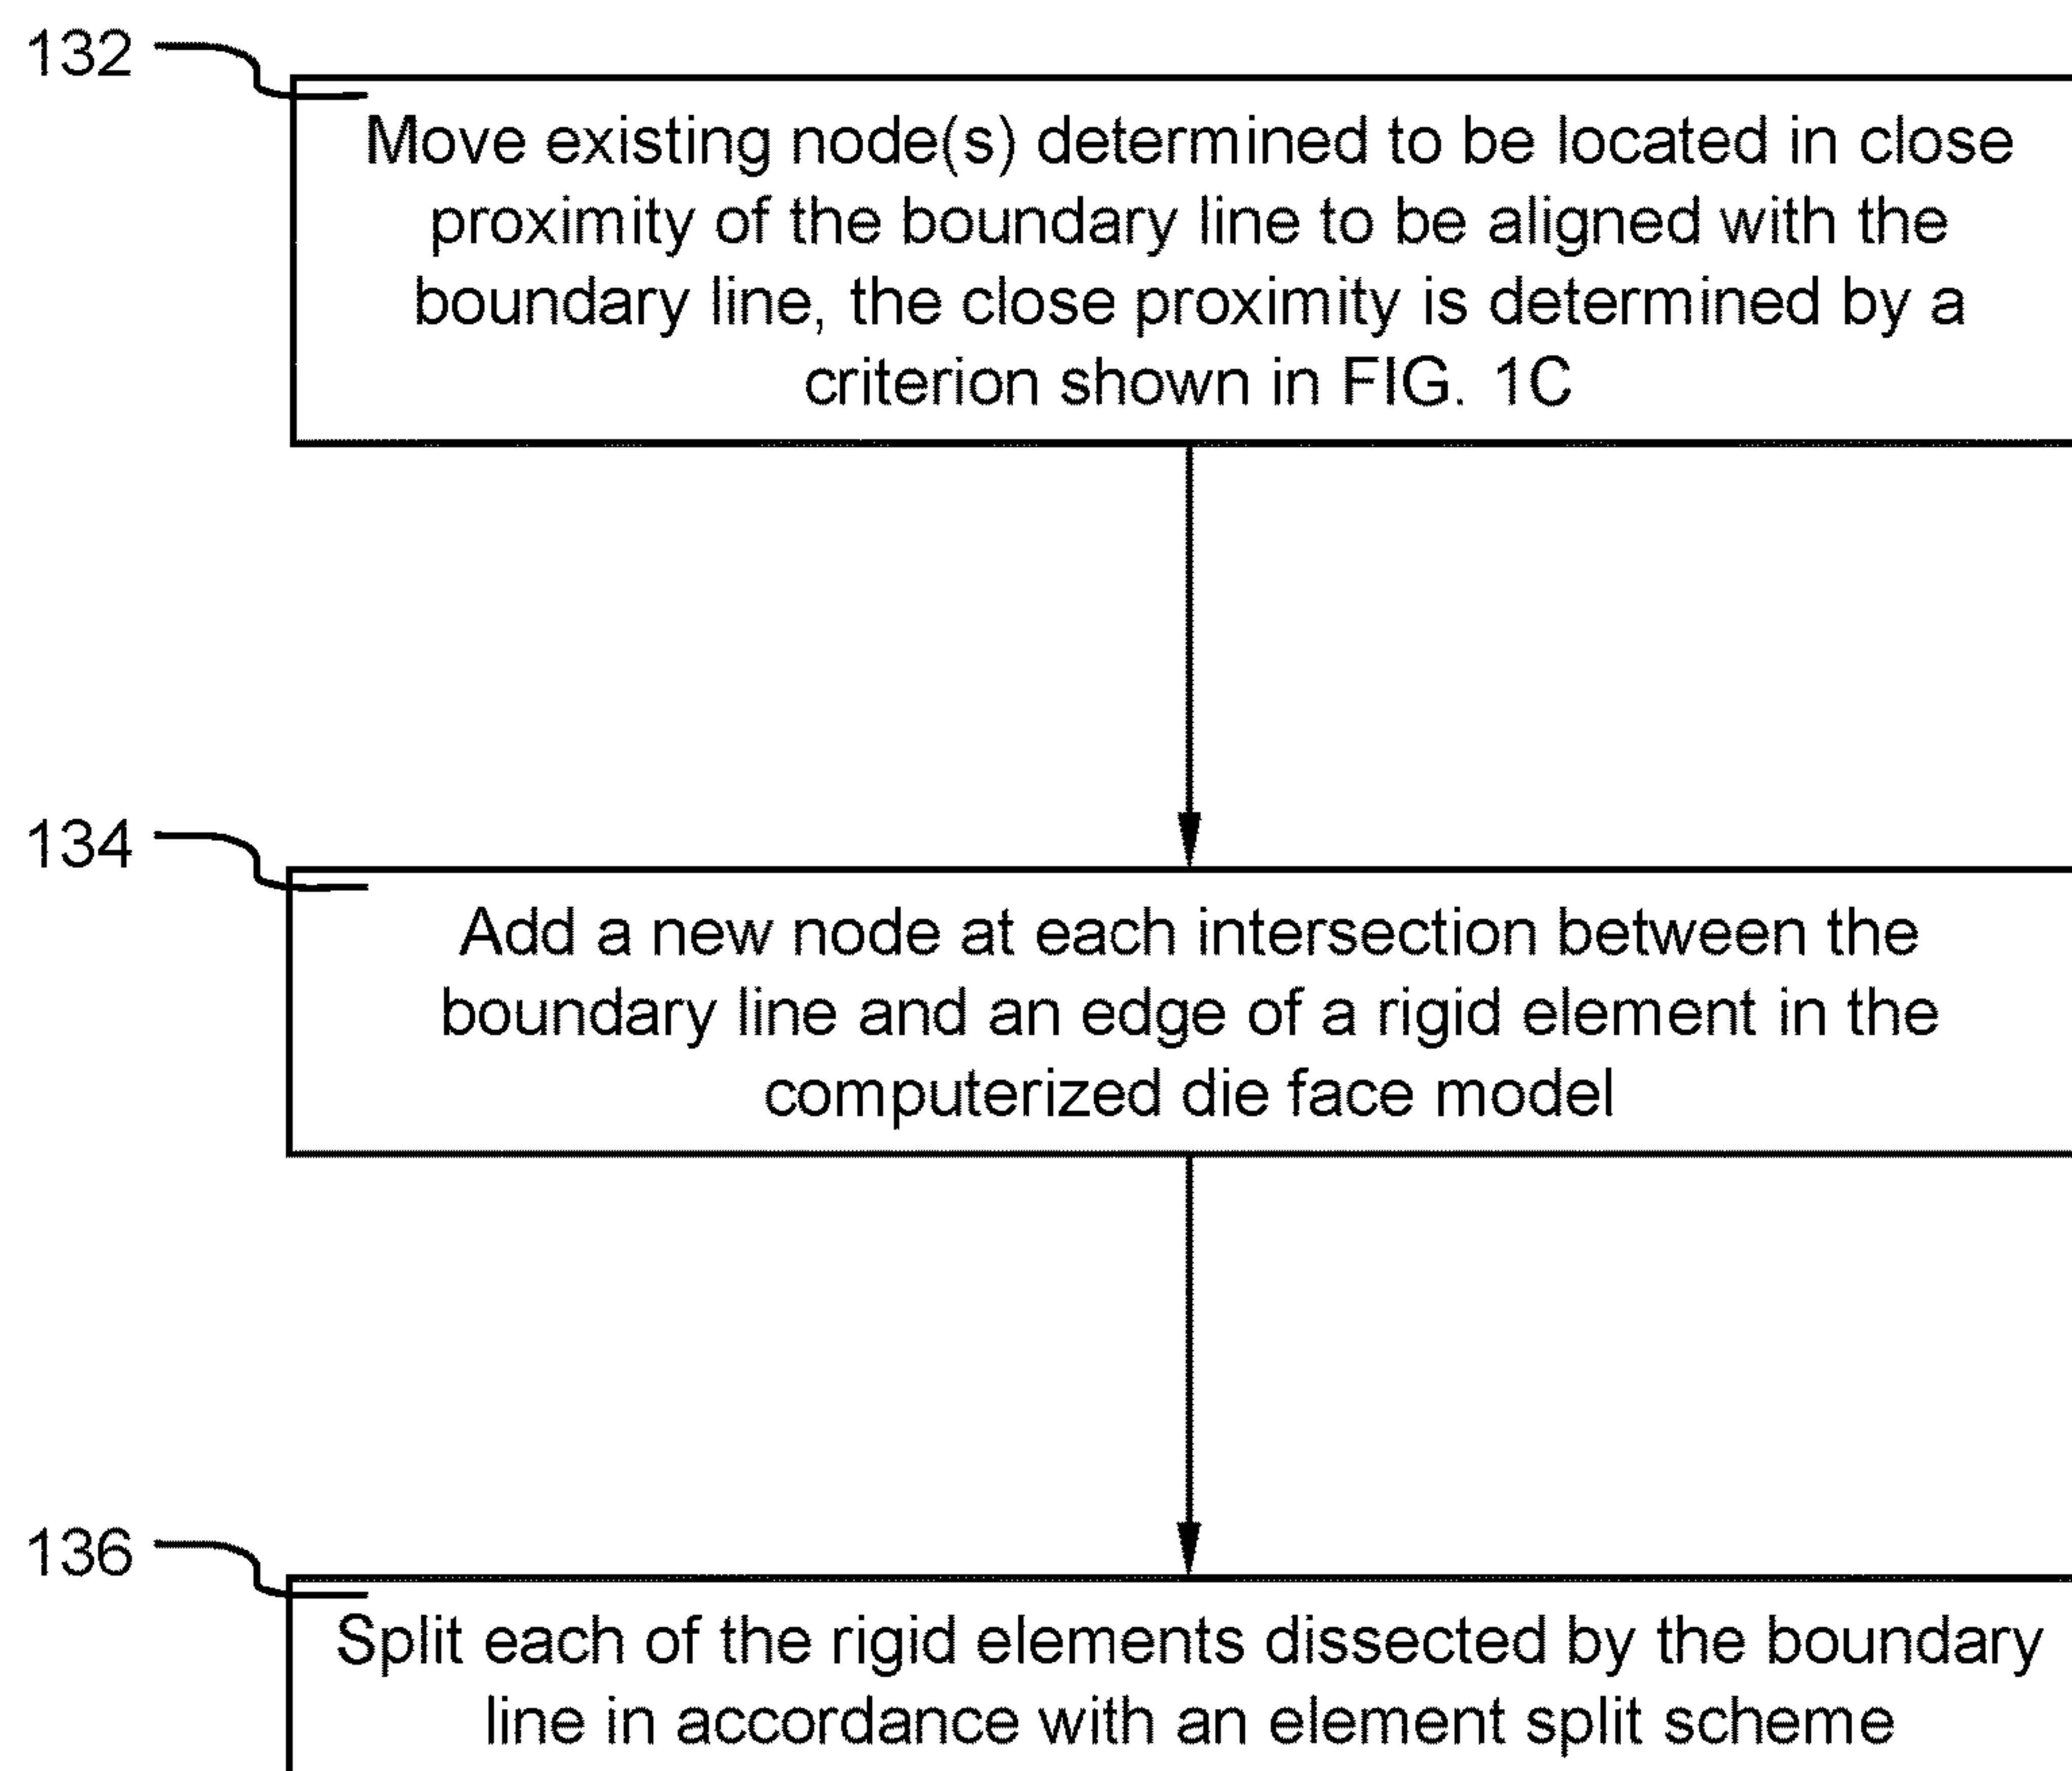 132
Move existing node(s) determined to be located in close
proximity of the boundary line to be aligned with the
boundary line, the close proximity is determined by a
criterion shown in FIG. 1C
134
Add a new node at each intersection between the
boundary line and an edge of a rigid element in the
computerized die face model
136
Split each of the rigid elements dissected by the boundary
line in accordance with an element split scheme